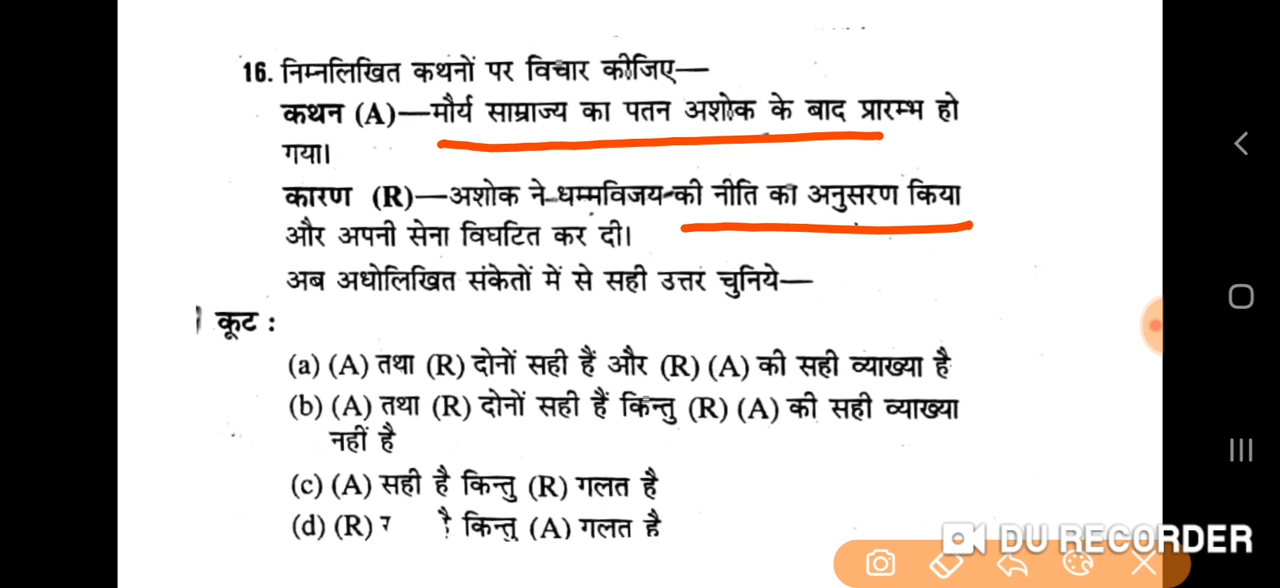 16. निम्नलिखित कथनों पर विचार कीजिए—
कथन (A)—मौर्य साम्राज्य का पतन अशोक के बाद प्रारम्भ हो
गया।
कारण (R)—अशोक ने धम्मविजय की नीति का अनुसरण किया
और अपनी सेना विघटित कर दी।
अब अधोलिखित संकेतों में से सही उत्तर चुनिये—
कूट :
(a) (A) तथा (R) दोनों सही हैं और (R) (A) की सही व्याख्या है
(b) (A) तथा (R) दोनों सही हैं किन्तु (R) (A) की सही व्याख्या
नहीं है
(c) (A) सही है किन्तु (R) गलत है
(d) (R) किन्तु (A) गलत है
DU RECORDER